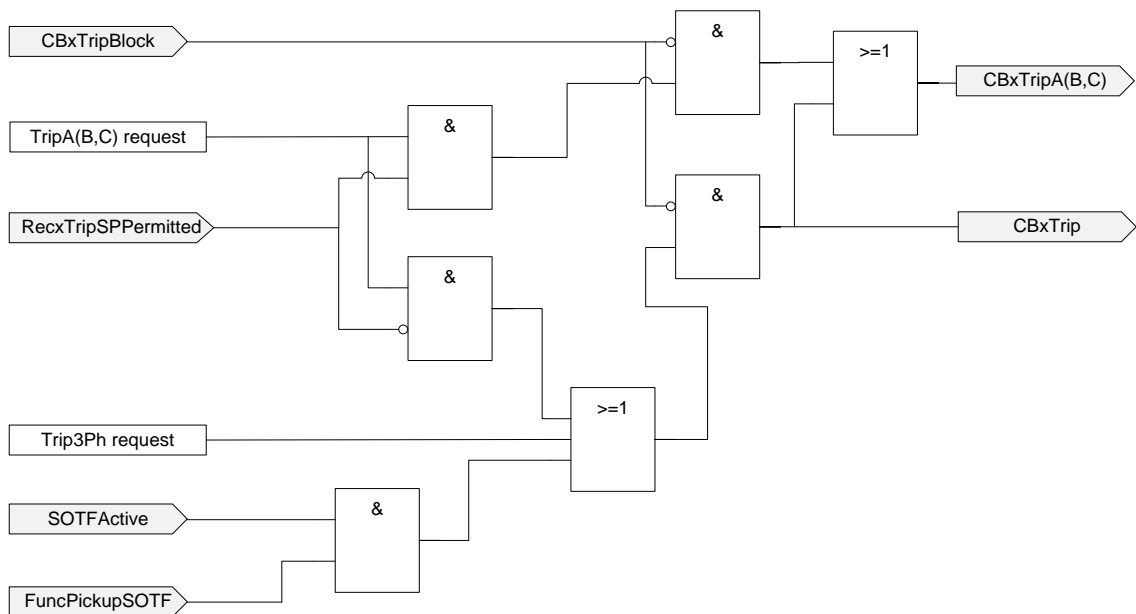 CBxTripBlock
&
>=1
CBxTripA(B,C)
TripA(B,C) request
&
&
RecxTripSPPermitted
CBxTrip
&
>=1
Trip3Ph request
SOTFActive
&
FuncPickupSOTF